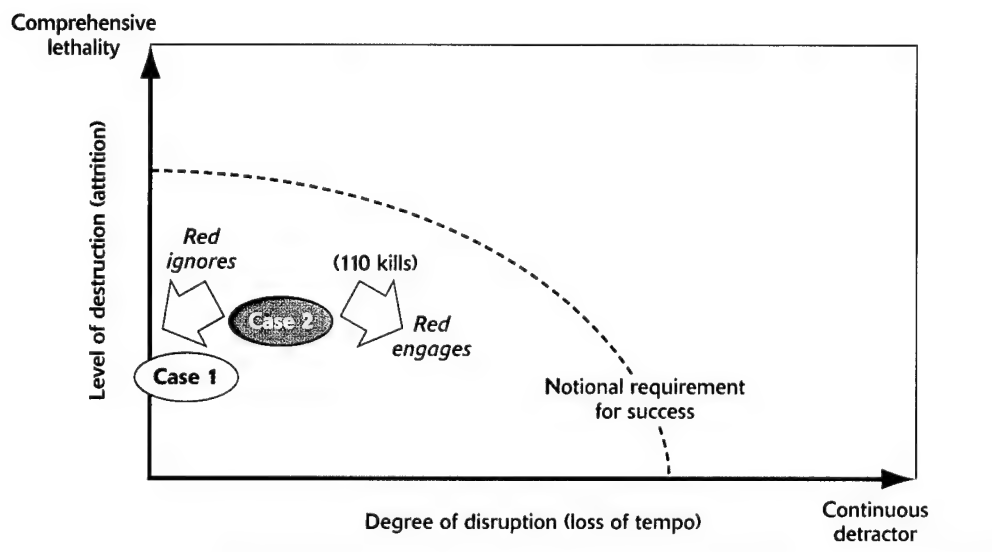 Comprehensive
lethality
Level of destruction (attrition)
Red
ignores
(110 kills)
Case 2
Red
engages
Case 1
Notional requirement
for success
Degree of disruption (loss of tempo)
Continuous
detractor